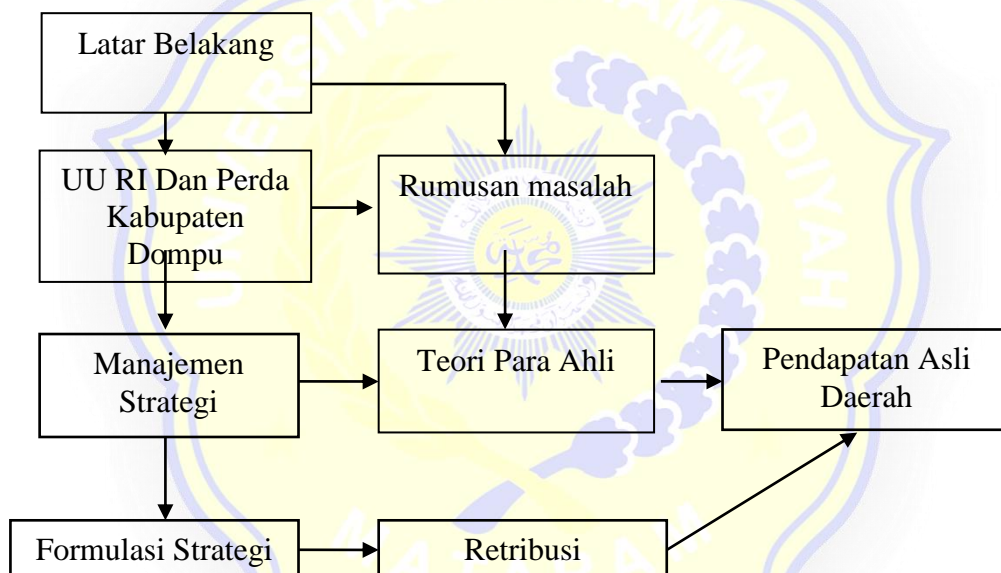 Latar Belakang
UU RI Dan Perda
Kabupaten
Dompu
Rumusan masalah
Manajemen
Strategi
Teori Para Ahli
Pendapatan Asli
Daerah
Formulasi Strategi
Retribusi